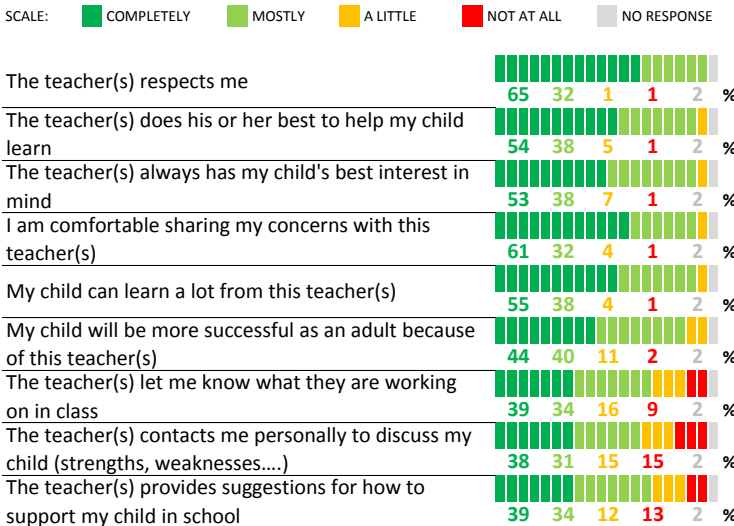 SCALE: COMPLETELY MOSTLY A LITTLE NOT AT ALL NO RESPONSE
The teacher(s) respects me
65 32 1 1 2 %
The teacher(s) does his or her best to help my child
learn
54 38 5 1 2 %
The teacher(s) always has my child's best interest in
mind
53 38 7 1 2 %
I am comfortable sharing my concerns with this
teacher(s)
61 32 4 1 2 %
My child can learn a lot from this teacher(s)
55 38 4 1 2 %
My child will be more successful as an adult because
of this teacher(s)
44 40 11 2 2 %
The teacher(s) let me know what they are working
on in class
39 34 16 9 2 %
The teacher(s) contacts me personally to discuss my
child (strengths, weaknesses....)
38 31 15 15 2 %
The teacher(s) provides suggestions for how to
support my child in school
39 34 12 13 2 %